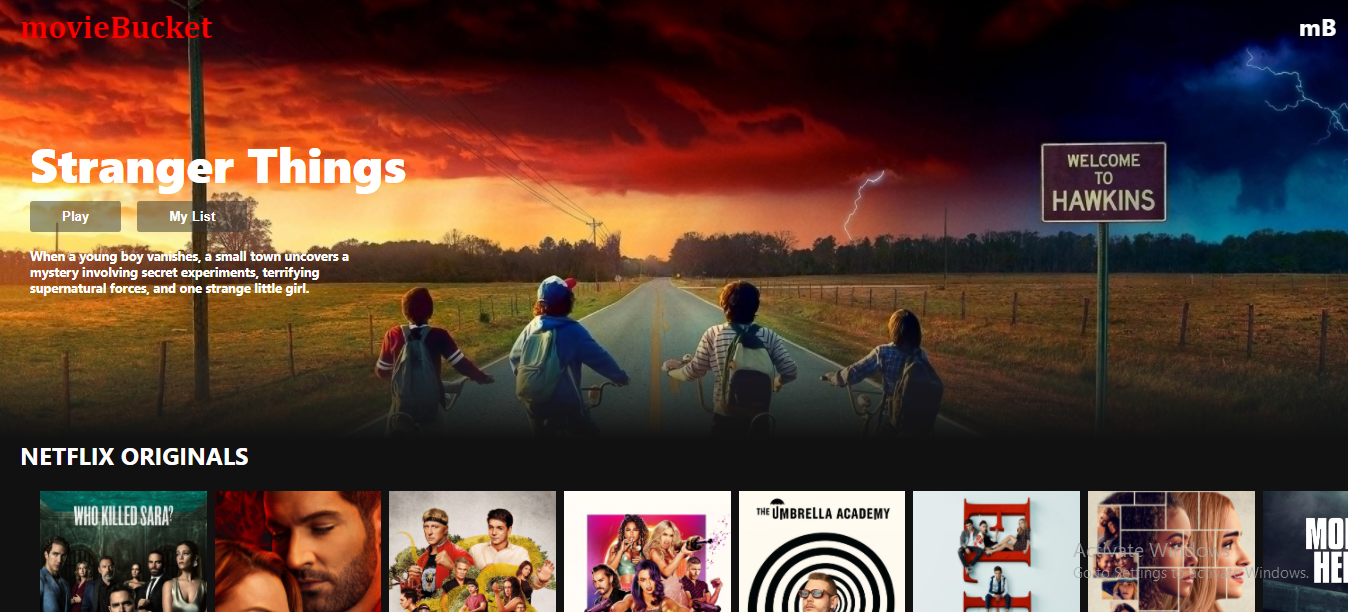 movieBucket
mB
WELCOME
TO
HAWKINS
Stranger Things
Play
My List
When a young boy vanishes, a small town uncovers a
mystery involving secret experiments, terrifying
supernatural forces, and one strange little girl.
NETFLIX ORIGINALS
WHO KILLED SARA?
THE UMBRELLA ACADEMY
Activate Windows
Go to Settings to activate Windows.